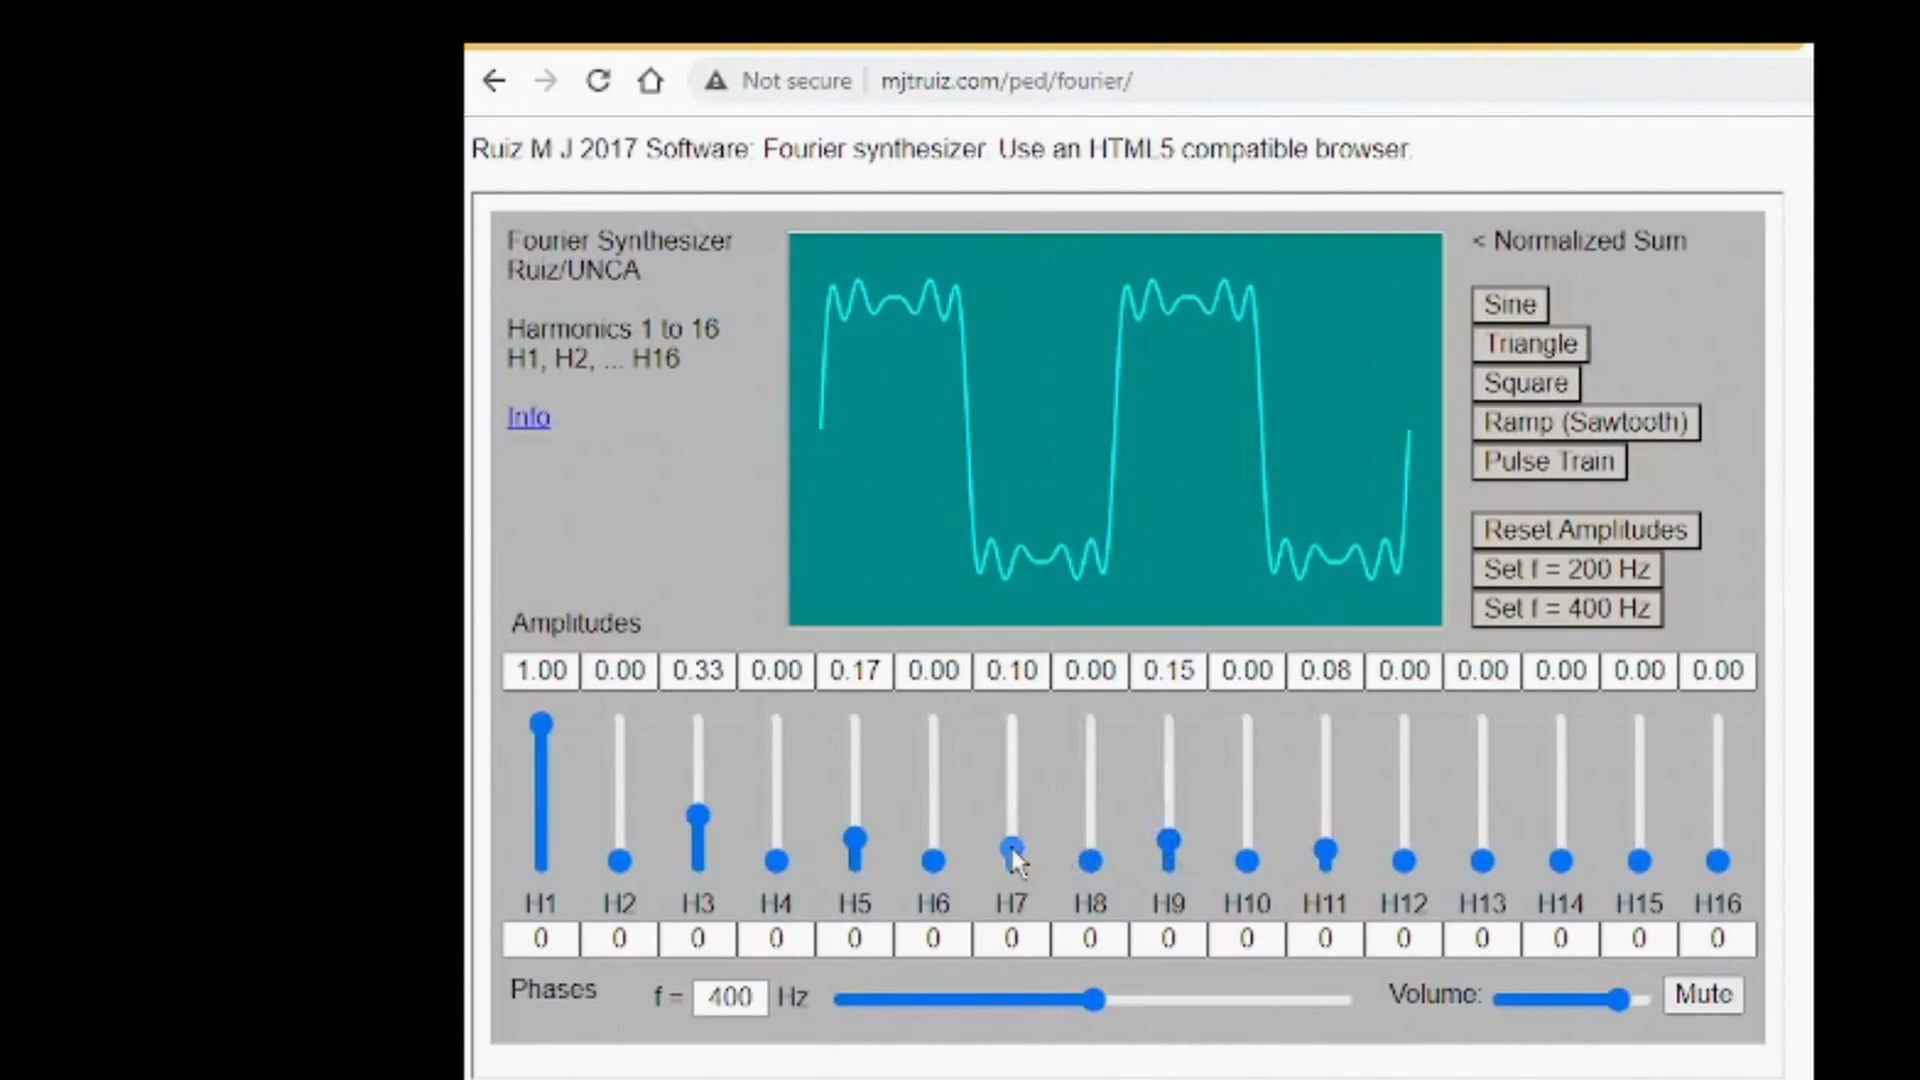 Not secure mjtruiz.com/ped/fourier/
Ruiz M J 2017 Software: Fourier synthesizer. Use an HTML5 compatible browser.
Fourier Synthesizer
Ruiz/UNCA
Harmonics 1 to 16
H1, H2, ... H16
Info
< Normalized Sum
Sine
Triangle
Square
Ramp (Sawtooth)
Pulse Train
Reset Amplitudes
Set f = 200 Hz
Set f = 400 Hz
Amplitudes
1.00 0.00 0.33 0.00 0.17 0.00 0.10 0.00 0.15 0.00 0.08 0.00 0.00 0.00 0.00 0.00
H1 H2 H3 H4 H5 H6 H7 H8 H9 H10 H11 H12 H13 H14 H15 H16
0 0 0 0 0 0 0 0 0 0 0 0 0 0 0 0
Phases f = 400 Hz Volume: Mute